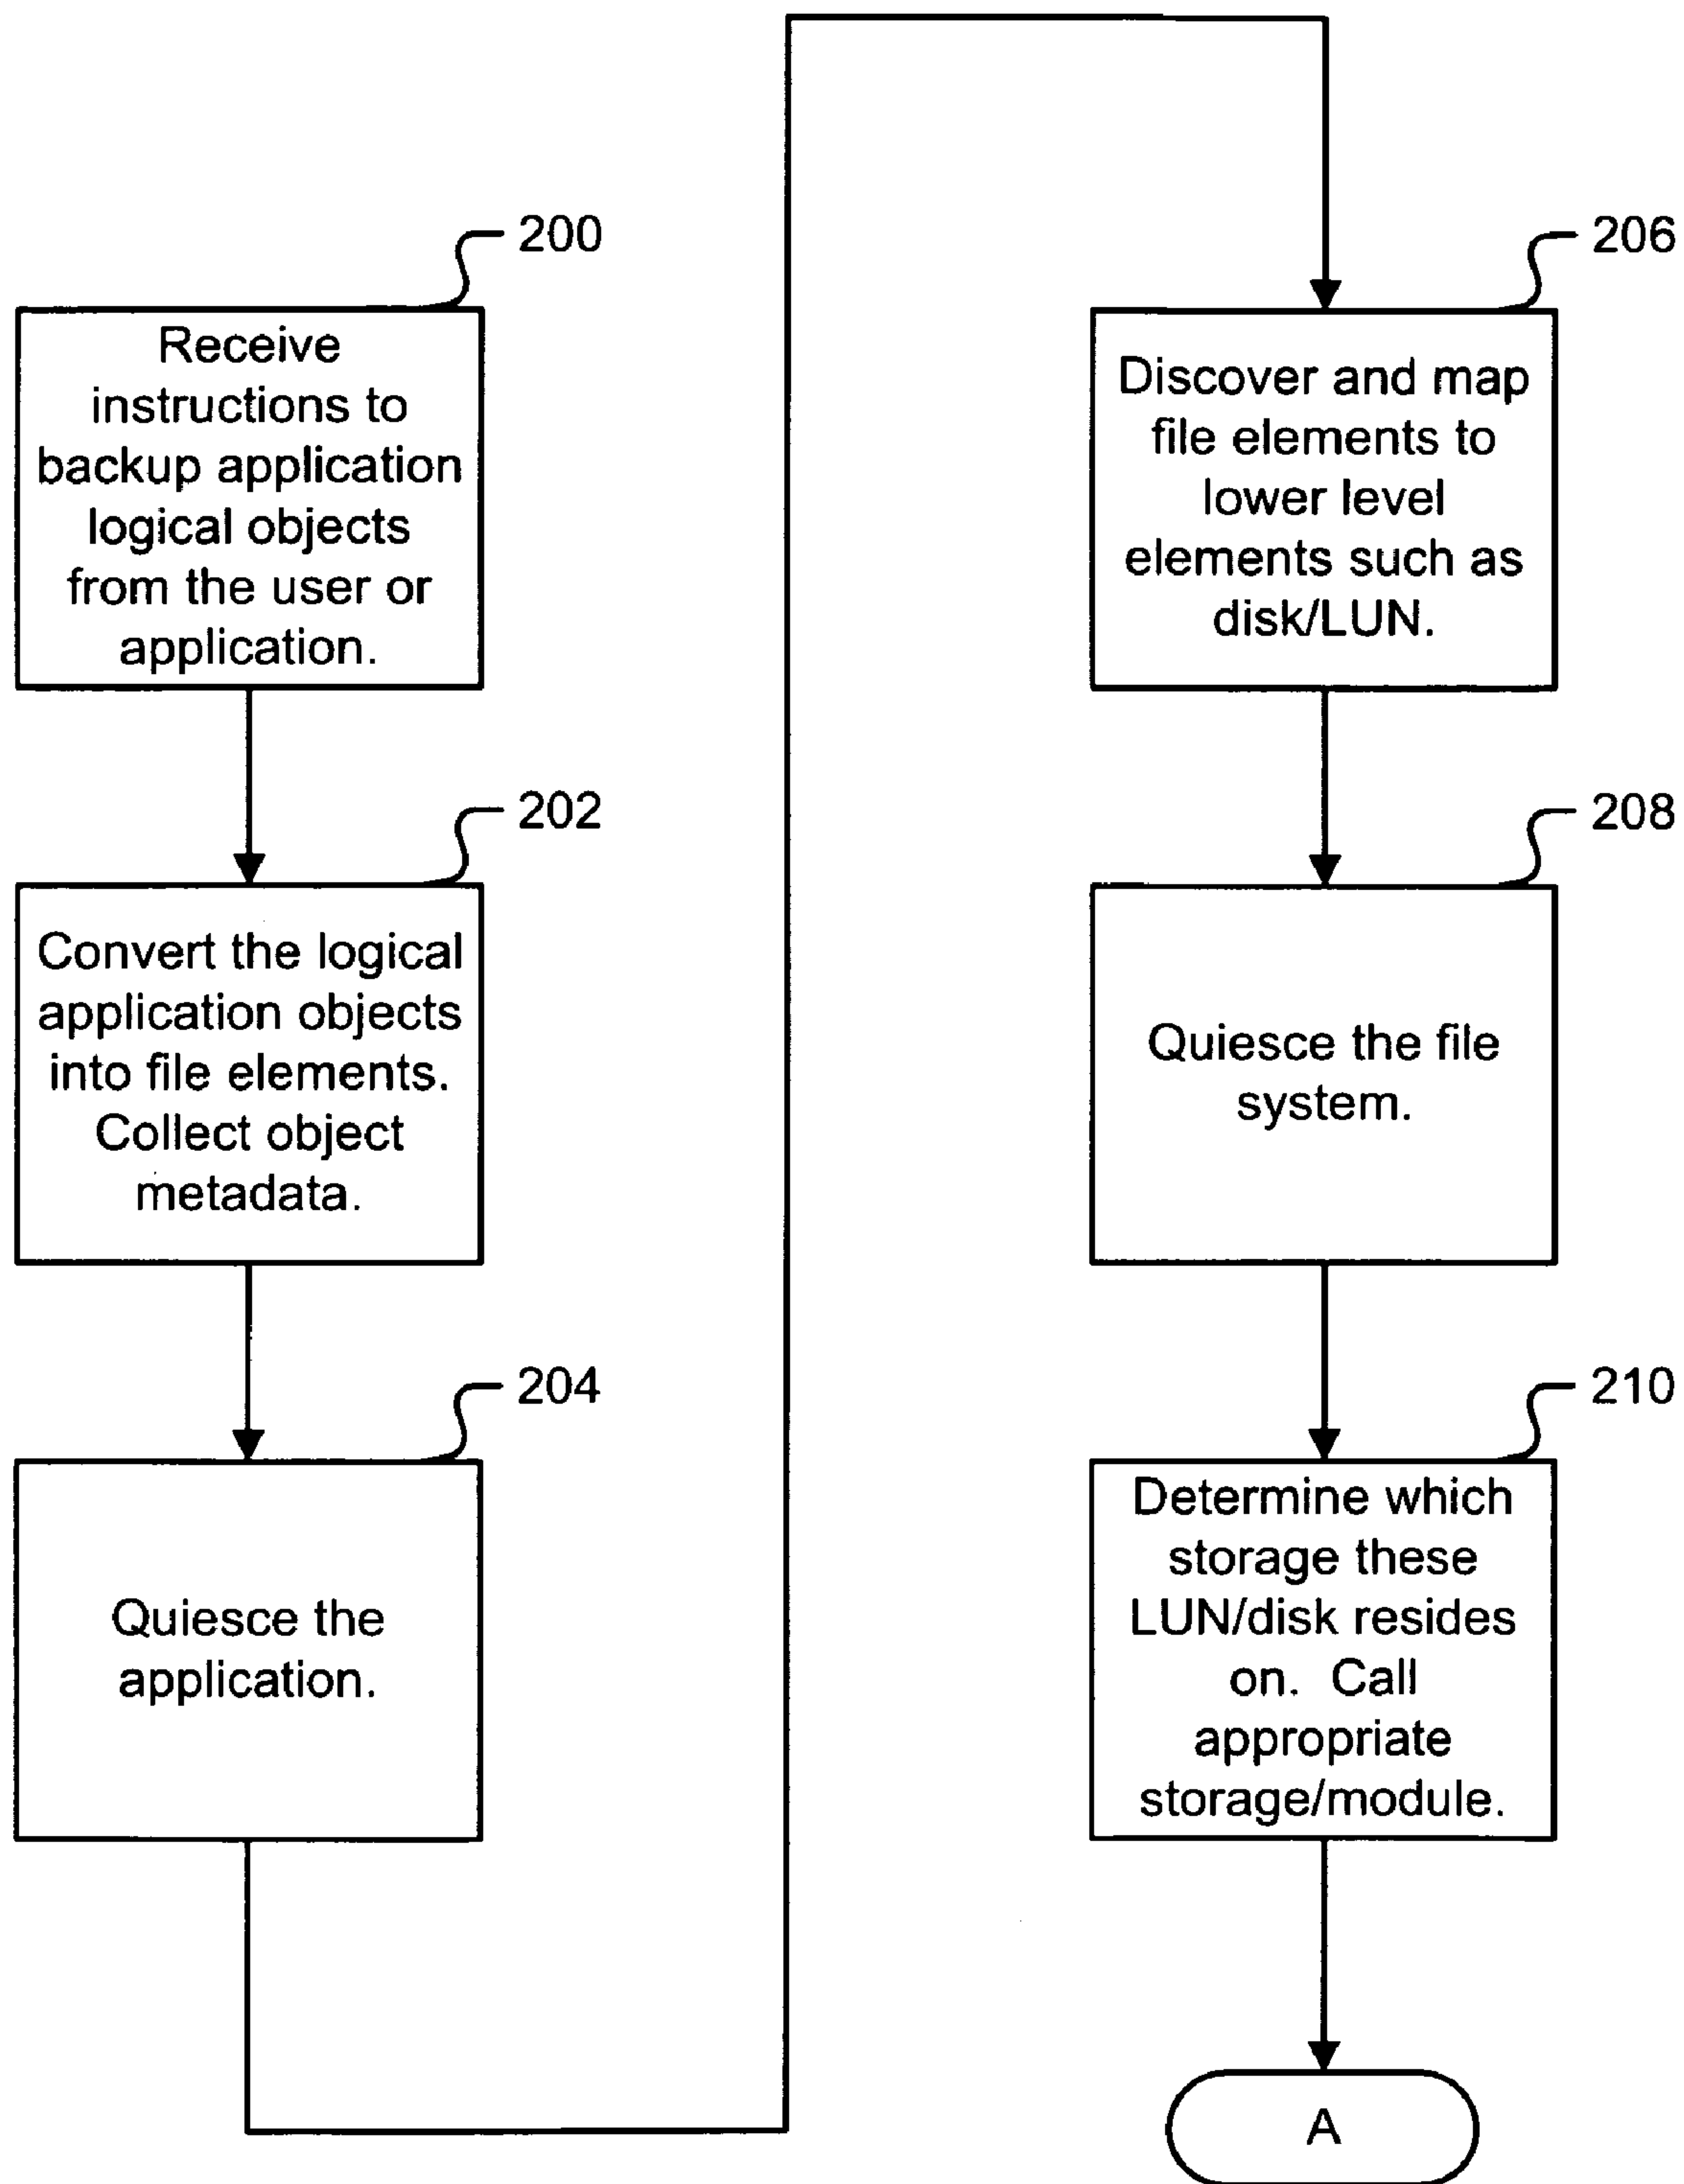 200
Receive
instructions to
backup application
logical objects
from the user or
application.
202
Convert the logical
application objects
into file elements.
Collect object
metadata.
204
Quiesce the
application.
206
Discover and map
file elements to
lower level
elements such as
disk/LUN.
208
Quiesce the file
system.
210
Determine which
storage these
LUN/disk resides
on. Call
appropriate
storage/module.
A